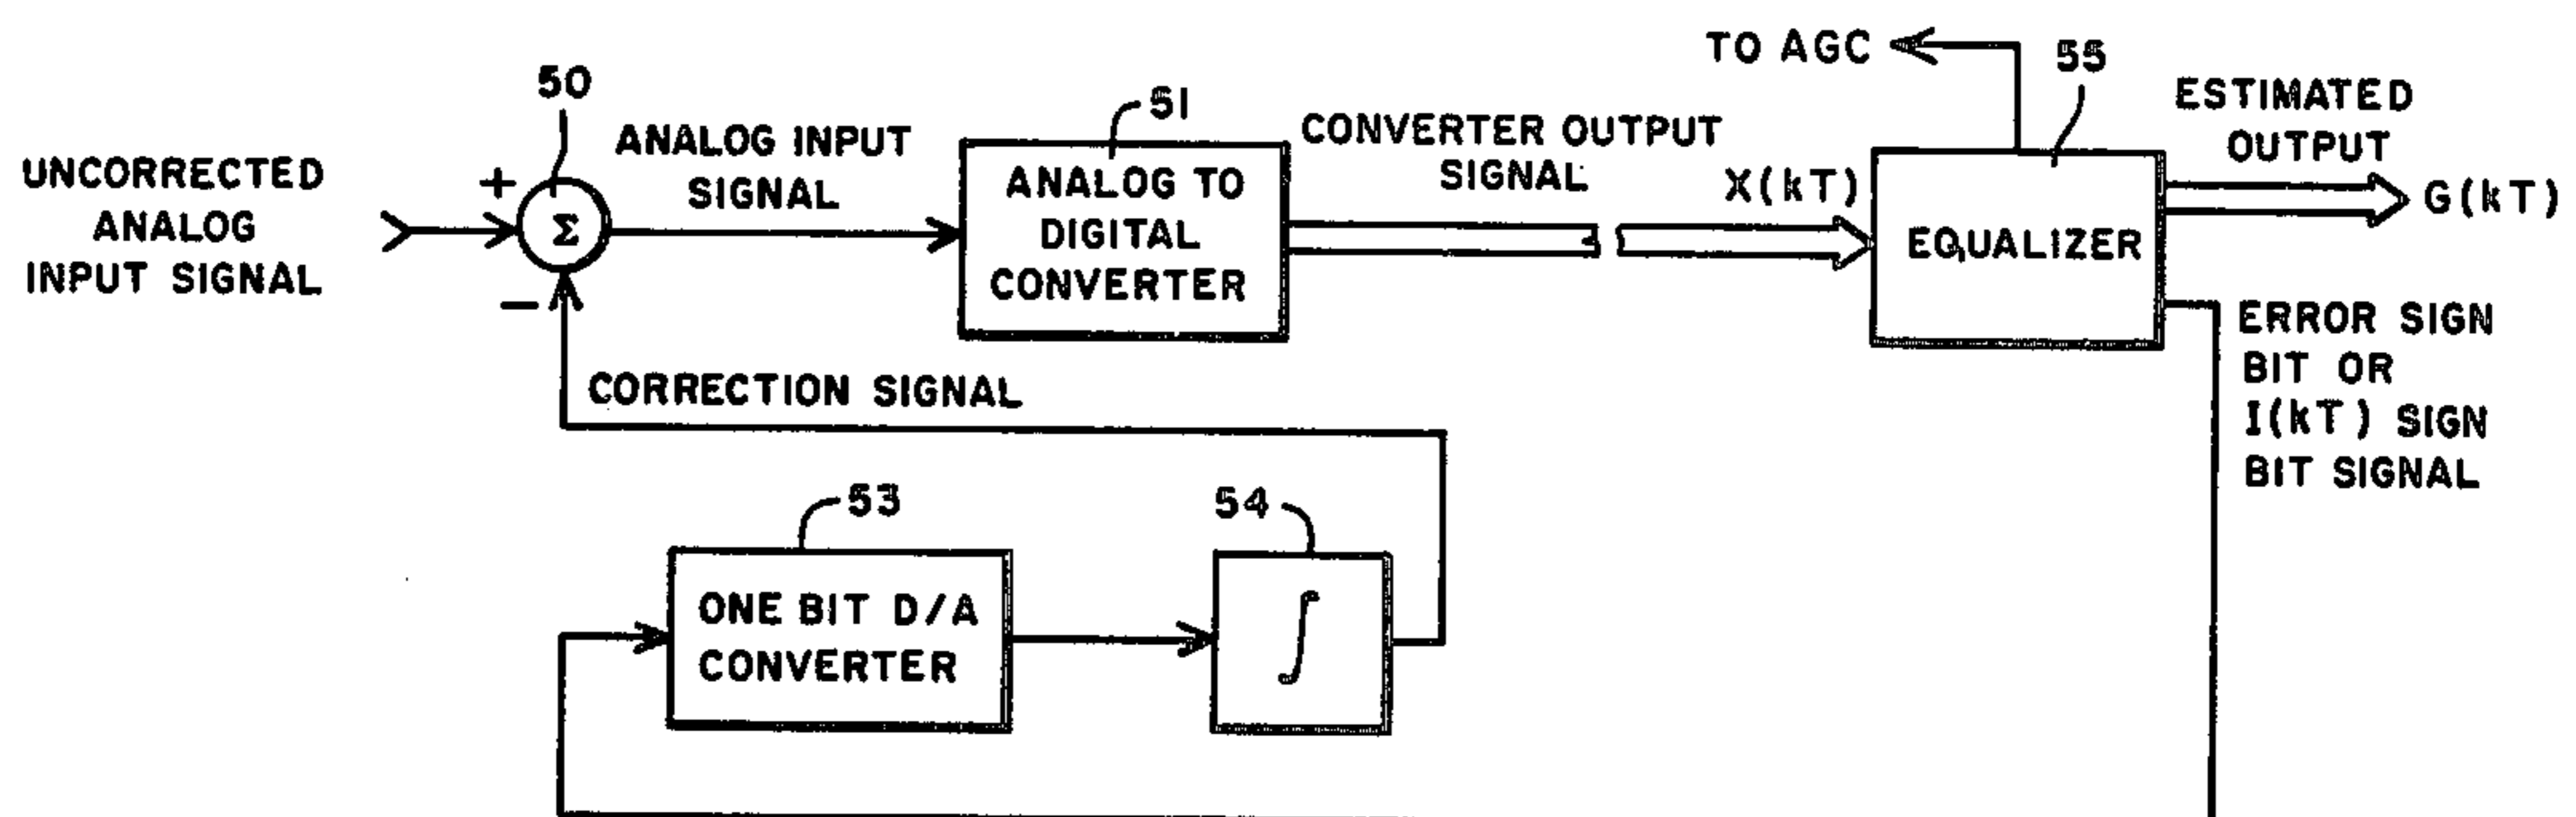 TO AGC
55
50
51
ESTIMATED
OUTPUT
G(kT)
UNCORRECTED
ANALOG
INPUT SIGNAL
+
Σ
−
ANALOG INPUT
SIGNAL
ANALOG TO
DIGITAL
CONVERTER
CONVERTER OUTPUT
SIGNAL
X(kT)
EQUALIZER
ERROR SIGN
BIT OR
I(kT) SIGN
BIT SIGNAL
CORRECTION SIGNAL
53
54
ONE BIT D/A
CONVERTER
∫